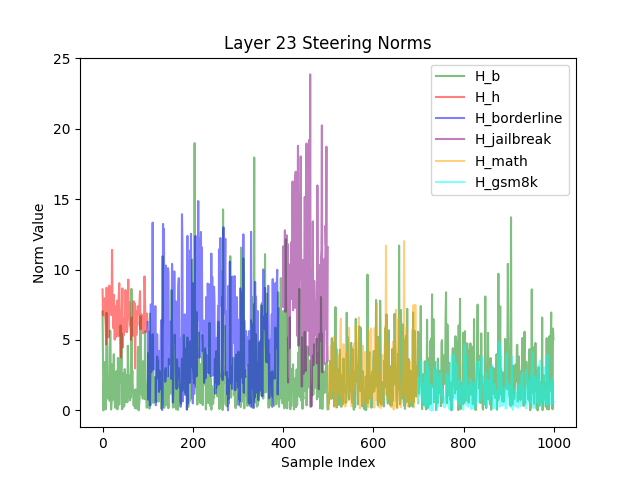 Layer 23 Steering Norms
25
20
15
10
5
0
Norm Value
H_b
H_h
H_borderline
H_jailbreak
H_math
H_gsm8k
0 200 400 600 800 1000
Sample Index